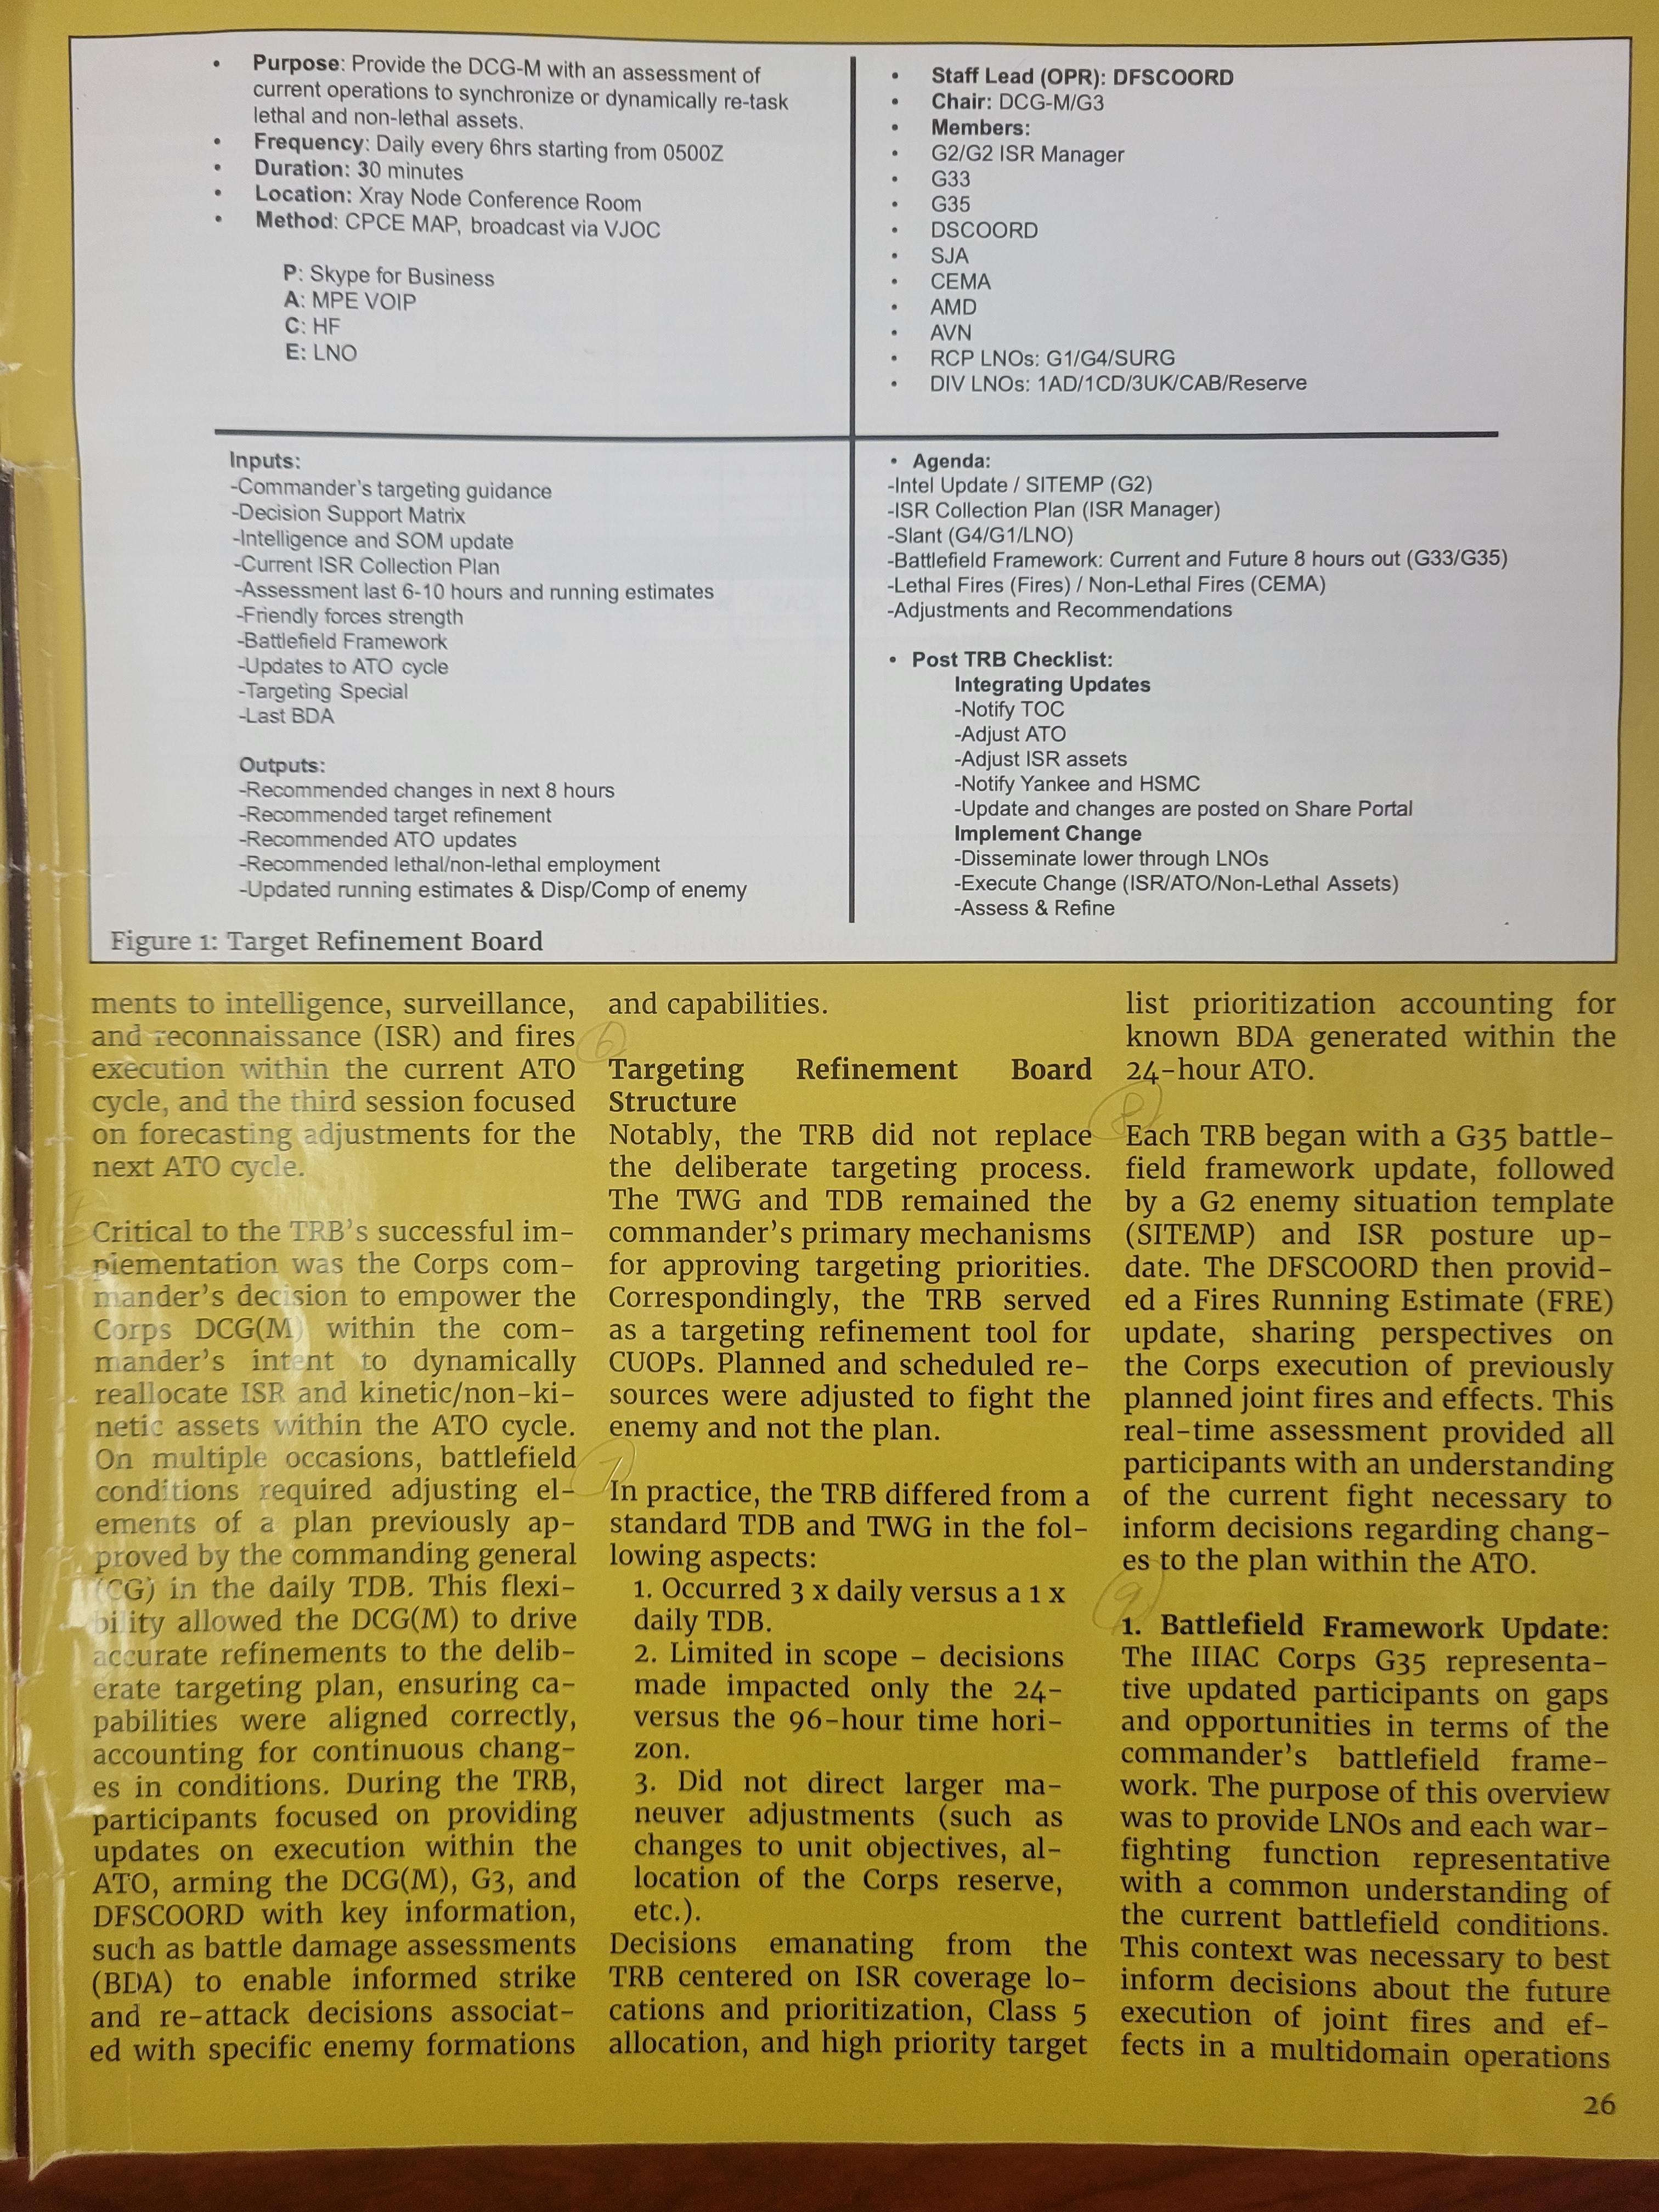 • Purpose: Provide the DCG-M with an assessment of
current operations to synchronize or dynamically re-task
lethal and non-lethal assets.
• Frequency: Daily every 6hrs starting from 0500Z
• Duration: 30 minutes
• Location: Xray Node Conference Room
• Method: CPCE MAP, broadcast via VJOC
P: Skype for Business
A: MPE VOIP
C: HF
E: LNO
• Staff Lead (OPR): DFSCOORD
• Chair: DCG-M/G3
• Members:
• G2/G2 ISR Manager
• G33
• G35
• DSCOORD
• SJA
• CEMA
• AMD
• AVN
• RCP LNOs: G1/G4/SURG
• DIV LNOs: 1AD/1CD/3UK/CAB/Reserve
Inputs:
-Commander's targeting guidance
-Decision Support Matrix
-Intelligence and SOM update
-Current ISR Collection Plan
-Assessment last 6-10 hours and running estimates
-Friendly forces strength
-Battlefield Framework
-Updates to ATO cycle
-Targeting Special
-Last BDA
Outputs:
-Recommended changes in next 8 hours
-Recommended target refinement
-Recommended ATO updates
-Recommended lethal/non-lethal employment
-Updated running estimates & Disp/Comp of enemy
• Agenda:
-Intel Update / SITEMP (G2)
-ISR Collection Plan (ISR Manager)
-Slant (G4/G1/LNO)
-Battlefield Framework: Current and Future 8 hours out (G33/G35)
-Lethal Fires (Fires) / Non-Lethal Fires (CEMA)
-Adjustments and Recommendations
• Post TRB Checklist:
Integrating Updates
-Notify TOC
-Adjust ATO
-Adjust ISR assets
-Notify Yankee and HSMC
-Update and changes are posted on Share Portal
Implement Change
-Disseminate lower through LNOs
-Execute Change (ISR/ATO/Non-Lethal Assets)
-Assess & Refine
Figure 1: Target Refinement Board
ments to intelligence, surveillance,
and reconnaissance (ISR) and fires
execution within the current ATO
cycle, and the third session focused
on forecasting adjustments for the
next ATO cycle.
Critical to the TRB's successful im-
plementation was the Corps com-
mander's decision to empower the
Corps DCG(M) within the com-
mander's intent to dynamically
reallocate ISR and kinetic/non-ki-
netic assets within the ATO cycle.
On multiple occasions, battlefield
conditions required adjusting el-
ements of a plan previously ap-
proved by the commanding general
(CG) in the daily TDB. This flexi-
bility allowed the DCG(M) to drive
accurate refinements to the delib-
erate targeting plan, ensuring ca-
pabilities were aligned correctly,
accounting for continuous chang-
es in conditions. During the TRB,
participants focused on providing
updates on execution within the
ATO, arming the DCG(M), G3, and
DFSCOORD with key information,
such as battle damage assessments
(BDA) to enable informed strike
and re-attack decisions associat-
ed with specific enemy formations
and capabilities.
6
Targeting Refinement Board
Structure
Notably, the TRB did not replace
the deliberate targeting process.
The TWG and TDB remained the
commander's primary mechanisms
for approving targeting priorities.
Correspondingly, the TRB served
as a targeting refinement tool for
CUOPs. Planned and scheduled re-
sources were adjusted to fight the
enemy and not the plan.
7
In practice, the TRB differed from a
standard TDB and TWG in the fol-
lowing aspects:
1. Occurred 3 x daily versus a 1 x
daily TDB.
2. Limited in scope – decisions
made impacted only the 24-
versus the 96-hour time hori-
zon.
3. Did not direct larger ma-
neuver adjustments (such as
changes to unit objectives, al-
location of the Corps reserve,
etc.).
Decisions emanating from the
TRB centered on ISR coverage lo-
cations and prioritization, Class 5
allocation, and high priority target
list prioritization accounting for
known BDA generated within the
24-hour ATO.
8
Each TRB began with a G35 battle-
field framework update, followed
by a G2 enemy situation template
(SITEMP) and ISR posture up-
date. The DFSCOORD then provid-
ed a Fires Running Estimate (FRE)
update, sharing perspectives on
the Corps execution of previously
planned joint fires and effects. This
real-time assessment provided all
participants with an understanding
of the current fight necessary to
inform decisions regarding chang-
es to the plan within the ATO.
9
1. Battlefield Framework Update:
The IIIAC Corps G35 representa-
tive updated participants on gaps
and opportunities in terms of the
commander's battlefield frame-
work. The purpose of this overview
was to provide LNOs and each war-
fighting function representative
with a common understanding of
the current battlefield conditions.
This context was necessary to best
inform decisions about the future
execution of joint fires and ef-
fects in a multidomain operations
26